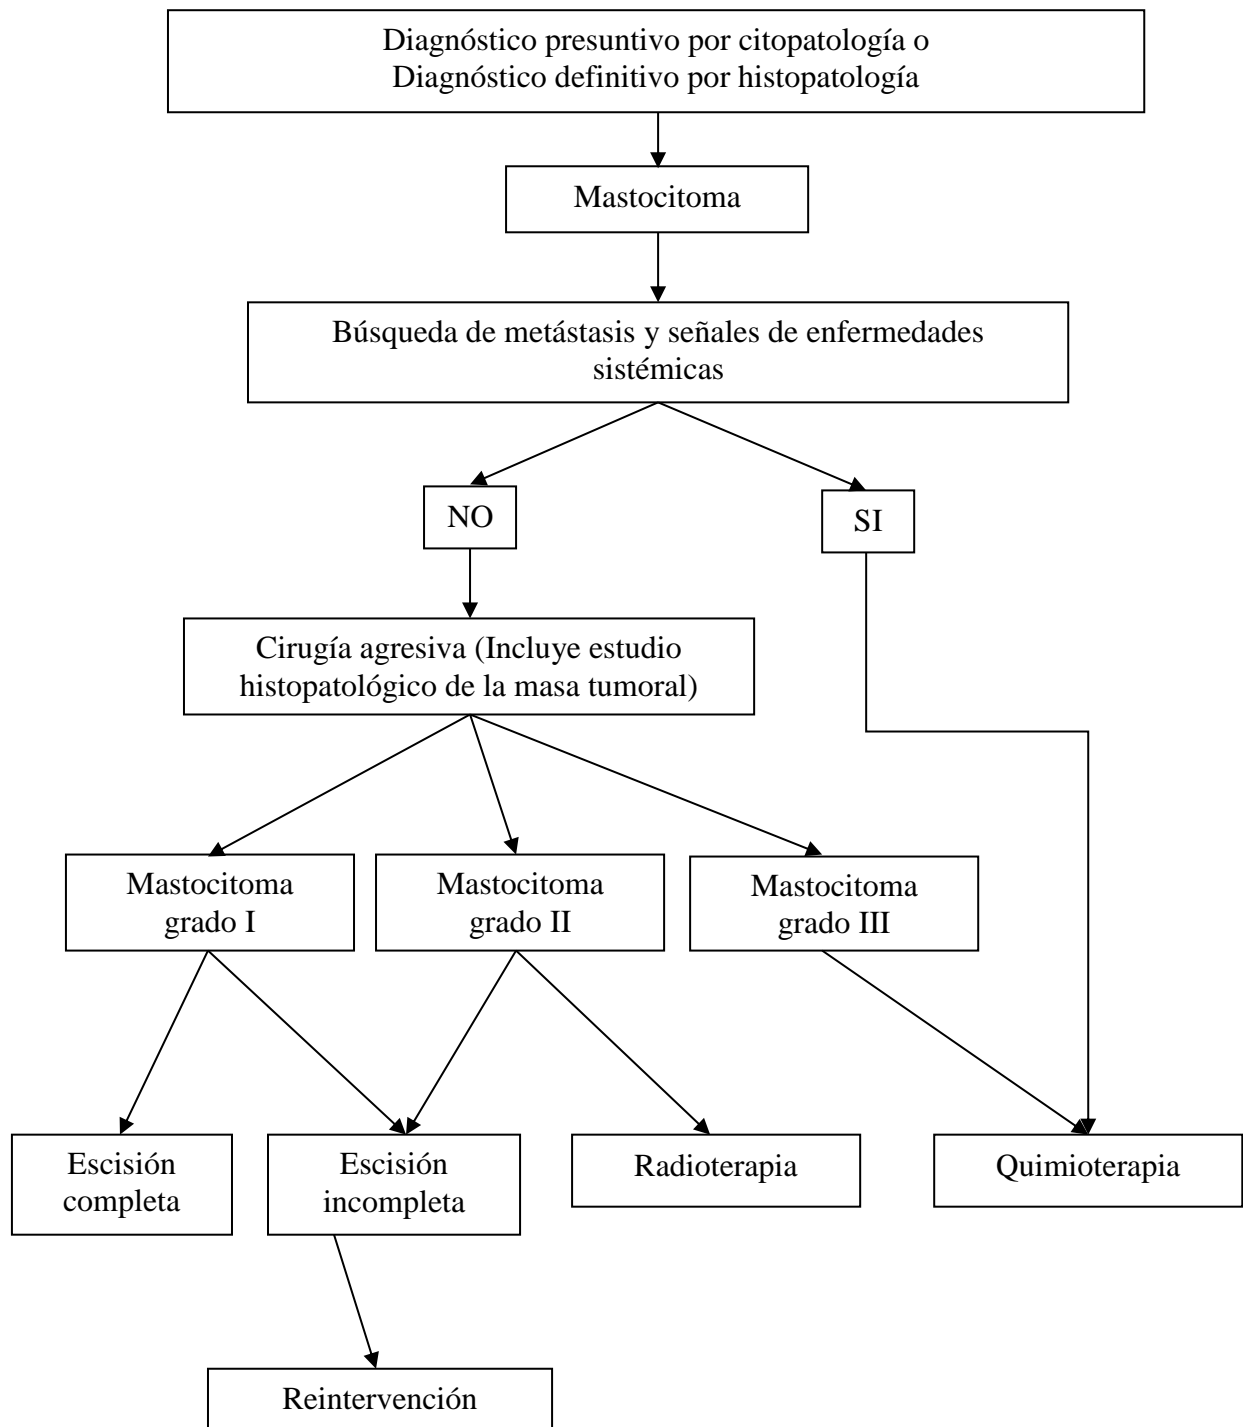 Diagnóstico presuntivo por citopatología o
Diagnóstico definitivo por histopatología
Mastocitoma
Búsqueda de metástasis y señales de enfermedades
sistémicas
NO
SI
Cirugía agresiva (Incluye estudio
histopatológico de la masa tumoral)
Mastocitoma
grado I
Mastocitoma
grado II
Mastocitoma
grado III
Escisión
completa
Escisión
incompleta
Radioterapia
Quimioterapia
Reintervención